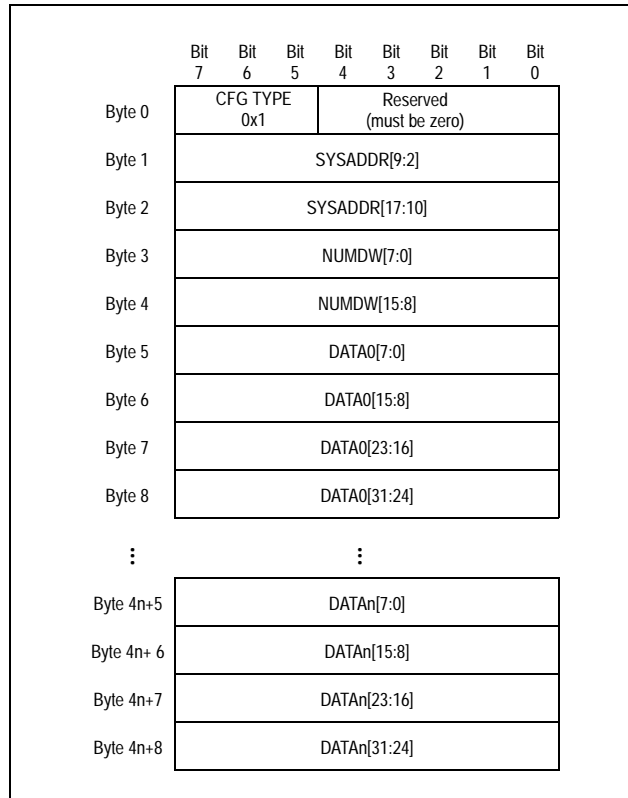 Bit Bit Bit Bit Bit Bit Bit Bit
7 6 5 4 3 2 1 0
Byte 0 CFG TYPE Reserved
0x1 (must be zero)
Byte 1 SYSADDR[9:2]
Byte 2 SYSADDR[17:10]
Byte 3 NUMDW[7:0]
Byte 4 NUMDW[15:8]
Byte 5 DATA0[7:0]
Byte 6 DATA0[15:8]
Byte 7 DATA0[23:16]
Byte 8 DATA0[31:24]
⋮ ⋮
Byte 4n+5 DATAn[7:0]
Byte 4n+ 6 DATAn[15:8]
Byte 4n+7 DATAn[23:16]
Byte 4n+8 DATAn[31:24]